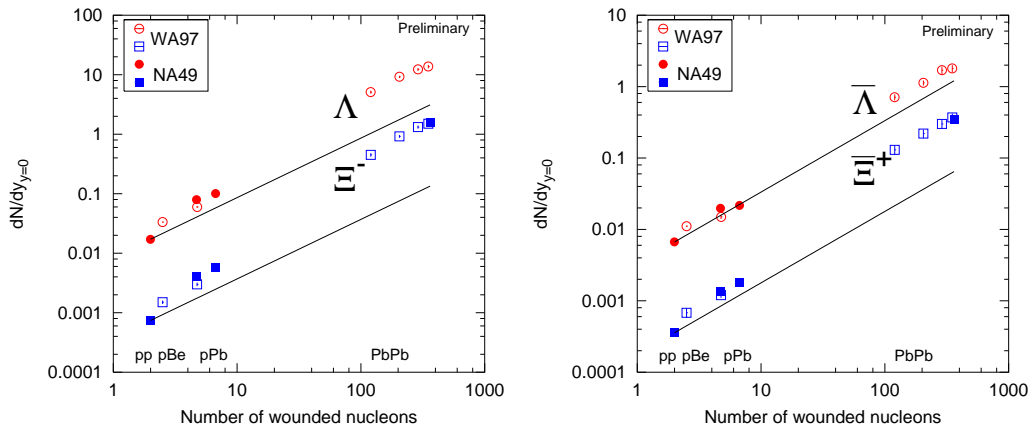 100
10
1
0.1
0.01
0.001
0.0001
dN/dy y=0
WA97
NA49
Preliminary
Λ
Ξ-
pp pBe pPb PbPb
1 10 100 1000
Number of wounded nucleons
10
1
0.1
0.01
0.001
0.0001
dN/dy y=0
WA97
NA49
Preliminary
Λ̅
Ξ̅+
pp pBe pPb PbPb
1 10 100 1000
Number of wounded nucleons